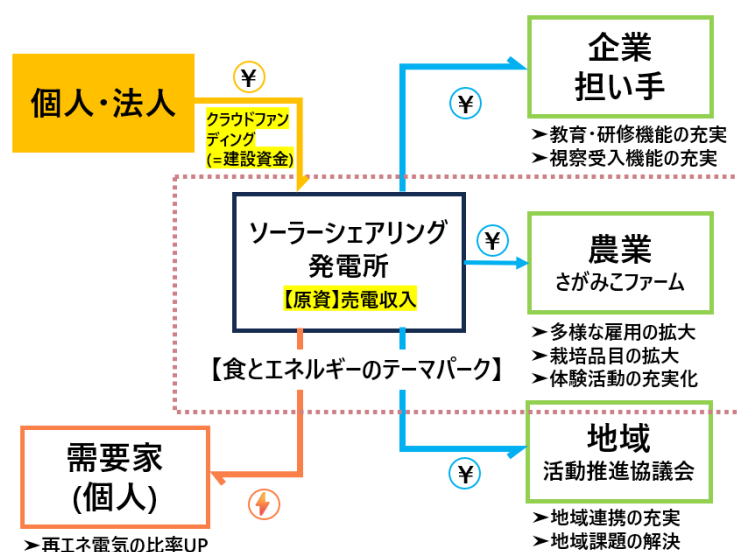 個人・法人
¥
クラウドファン
ディング
(=建設資金)
¥
企業
担い手
➤教育・研修機能の充実
➤視察受入機能の充実
ソーラーシェアリング
発電所
【原資】売電収入
¥
農業
さがみこファーム
➤多様な雇用の拡大
➤栽培品目の拡大
➤体験活動の充実化
【食とエネルギーのテーマパーク】
需要家
(個人)
➤再エネ電気の比率UP
¥
地域
活動推進協議会
➤地域連携の充実
➤地域課題の解決